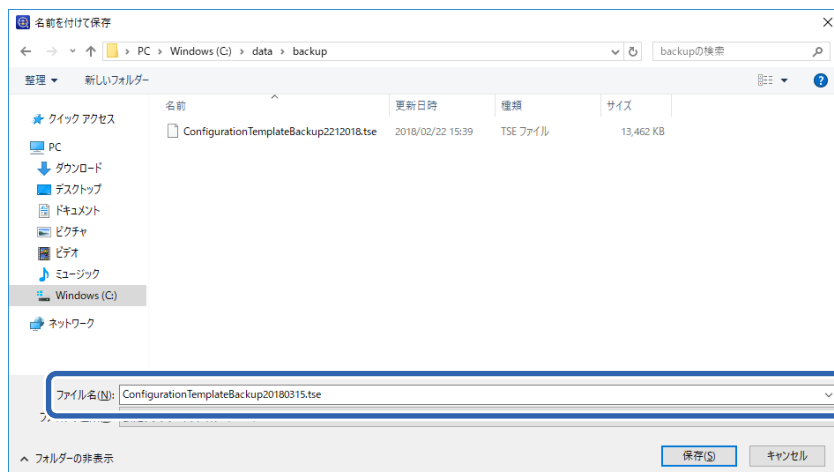 名前を付けて保存
PC > Windows (C:) > data > backup
backupの検索
整理 新しいフォルダー
名前 更新日時 種類 サイズ
クイック アクセス
ConfigurationTemplateBackup2212018.tse 2018/02/22 15:39 TSE ファイル 13,462 KB
PC
ダウンロード
デスクトップ
ドキュメント
ピクチャ
ビデオ
ミュージック
Windows (C:)
ネットワーク
ファイル名(N): ConfigurationTemplateBackup20180315.tse
フォルダーの非表示 保存(S) キャンセル